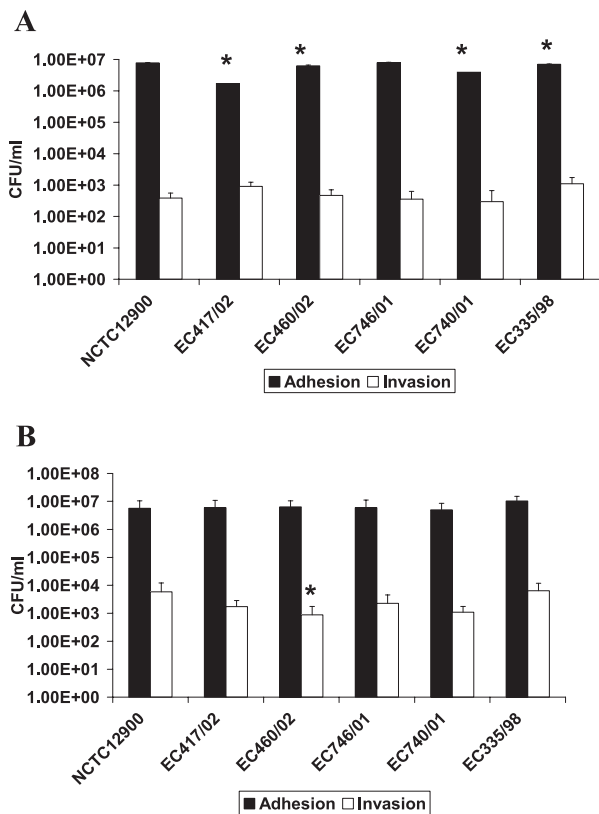 A
1.00E+07
1.00E+06
1.00E+05
1.00E+04
1.00E+03
1.00E+02
1.00E+01
1.00E+00
CFU/ml
* * * *
NCTC12900
EC417/02
EC460/02
EC746/01
EC740/01
EC335/98
Adhesion Invasion
B
1.00E+08
1.00E+07
1.00E+06
1.00E+05
1.00E+04
1.00E+03
1.00E+02
1.00E+01
1.00E+00
CFU/ml
*
NCTC12900
EC417/02
EC460/02
EC746/01
EC740/01
EC335/98
Adhesion Invasion